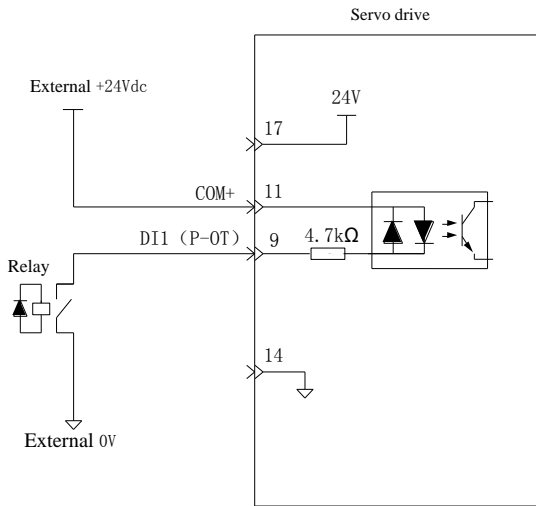 Servo drive
External +24Vdc
24V
17
COM+
11
DI1 (P-OT)
9
4.7kΩ
Relay
14
External 0V